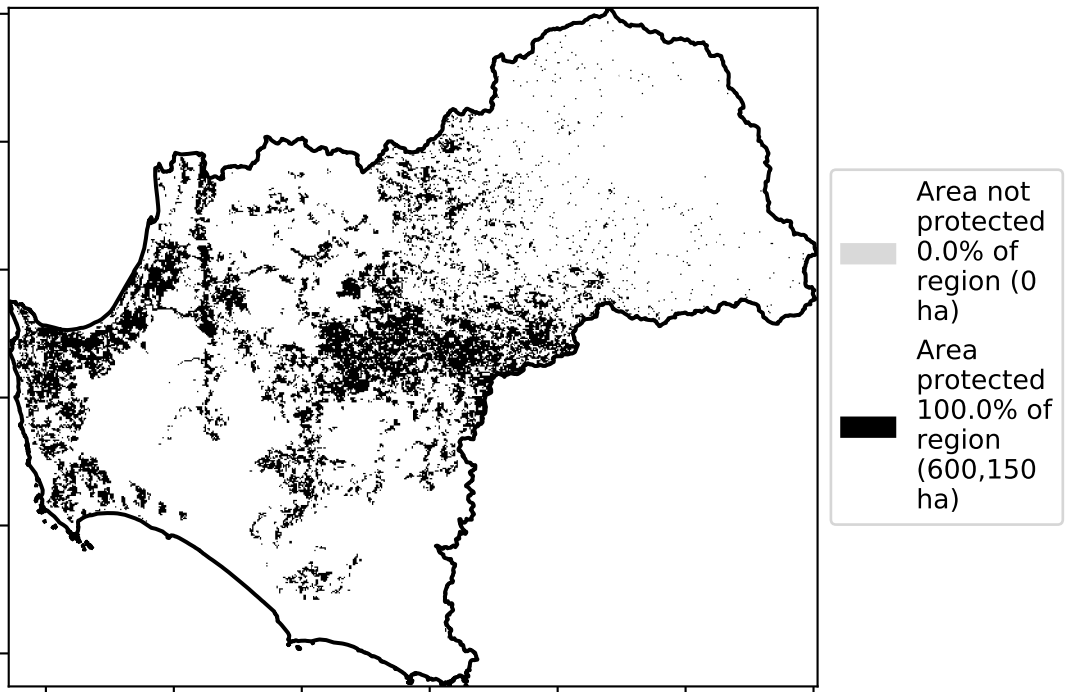 Area not
protected
0.0% of
region (0
ha)
Area
protected
100.0% of
region
(600,150
ha)